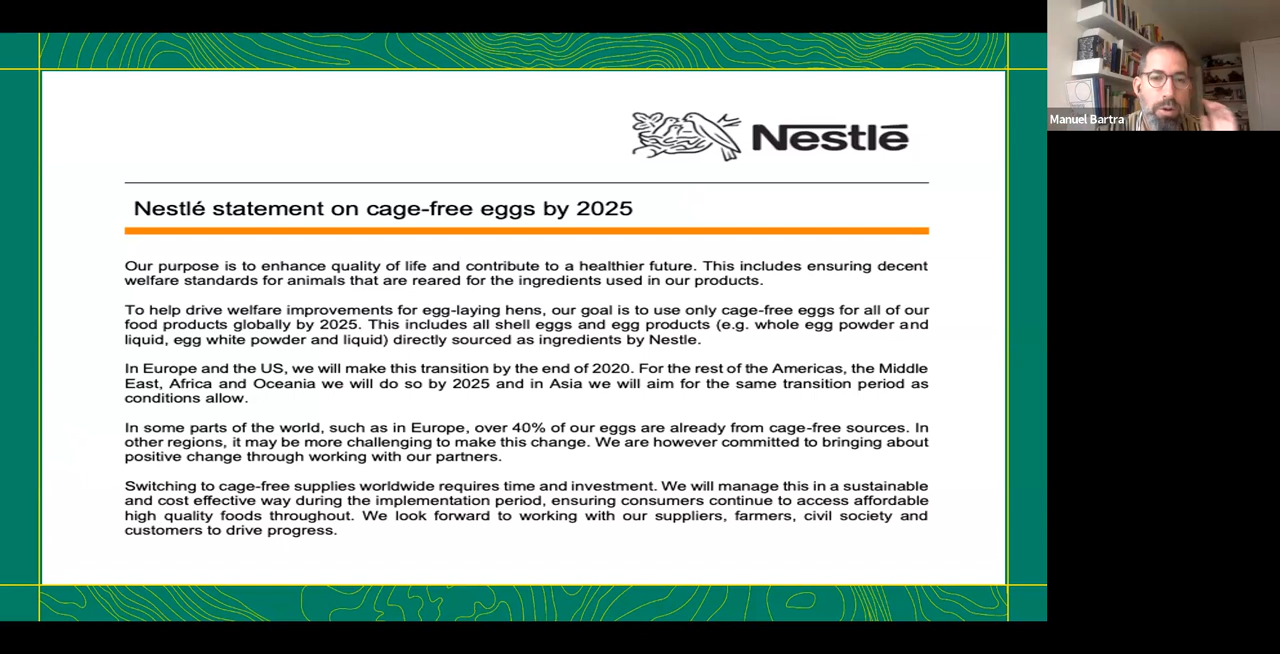 Nestlé
Manuel Bartra
Nestlé statement on cage-free eggs by 2025
Our purpose is to enhance quality of life and contribute to a healthier future. This includes ensuring decent
welfare standards for animals that are reared for the ingredients used in our products.
To help drive welfare improvements for egg-laying hens, our goal is to use only cage-free eggs for all of our
food products globally by 2025. This includes all shell eggs and egg products (e.g. whole egg powder and
liquid, egg white powder and liquid) directly sourced as ingredients by Nestle.
In Europe and the US, we will make this transition by the end of 2020. For the rest of the Americas, the Middle
East, Africa and Oceania we will do so by 2025 and in Asia we will aim for the same transition period as
conditions allow.
In some parts of the world, such as in Europe, over 40% of our eggs are already from cage-free sources. In
other regions, it may be more challenging to make this change. We are however committed to bringing about
positive change through working with our partners.
Switching to cage-free supplies worldwide requires time and investment. We will manage this in a sustainable
and cost effective way during the implementation period, ensuring consumers continue to access affordable
high quality foods throughout. We look forward to working with our suppliers, farmers, civil society and
customers to drive progress.